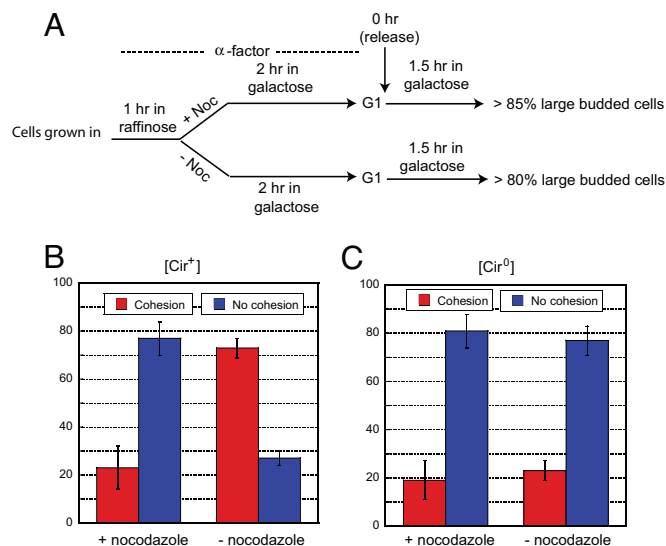 A
0 hr
(release)
α-factor
2 hr in
galactose
1.5 hr in
galactose
1 hr in
raffinose
+ Noc
G1
> 85% large budded cells
Cells grown in
- Noc
1.5 hr in
galactose
G1
> 80% large budded cells
2 hr in
galactose
B
[Cir+]
Cohesion
No cohesion
100
80
60
40
20
0
+ nocodazole
- nocodazole
C
[Cir0]
Cohesion
No cohesion
100
80
60
40
20
0
+ nocodazole
- nocodazole